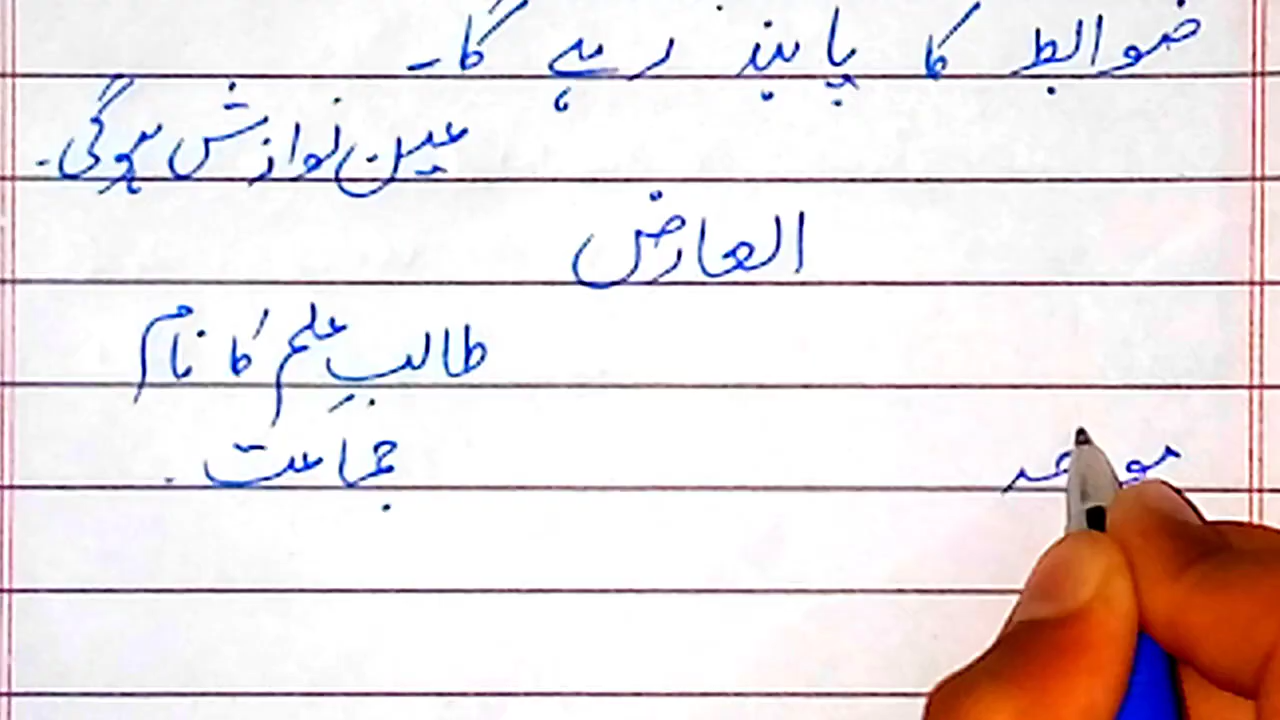 ضوابط کا پابند رہے گا۔
عین نوازش ہوگی۔
العارض
طالبِ علم کا نام
جماعت